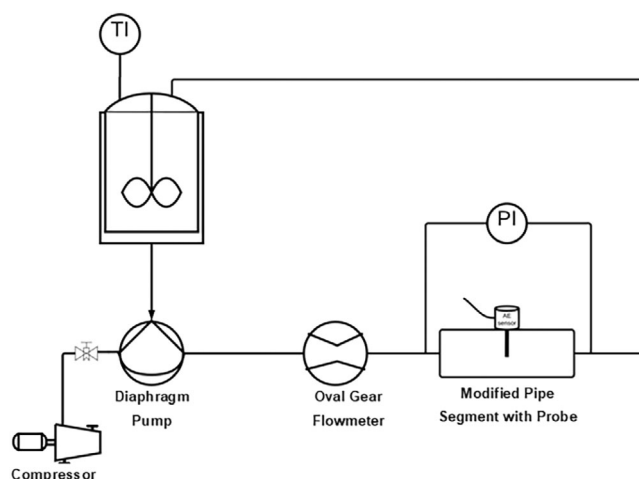 TI
PI
AE
sensor
Diaphragm
Pump
Oval Gear
Flowmeter
Modified Pipe
Segment with Probe
Compressor